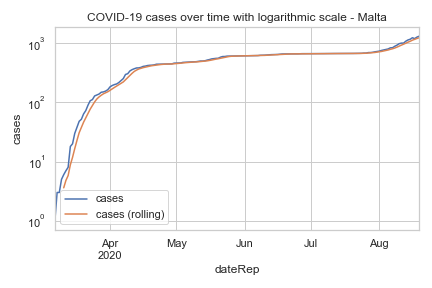 COVID-19 cases over time with logarithmic scale - Malta
cases
10³
10²
10¹
10⁰
cases
cases (rolling)
Apr
2020
May
Jun
Jul
Aug
dateRep